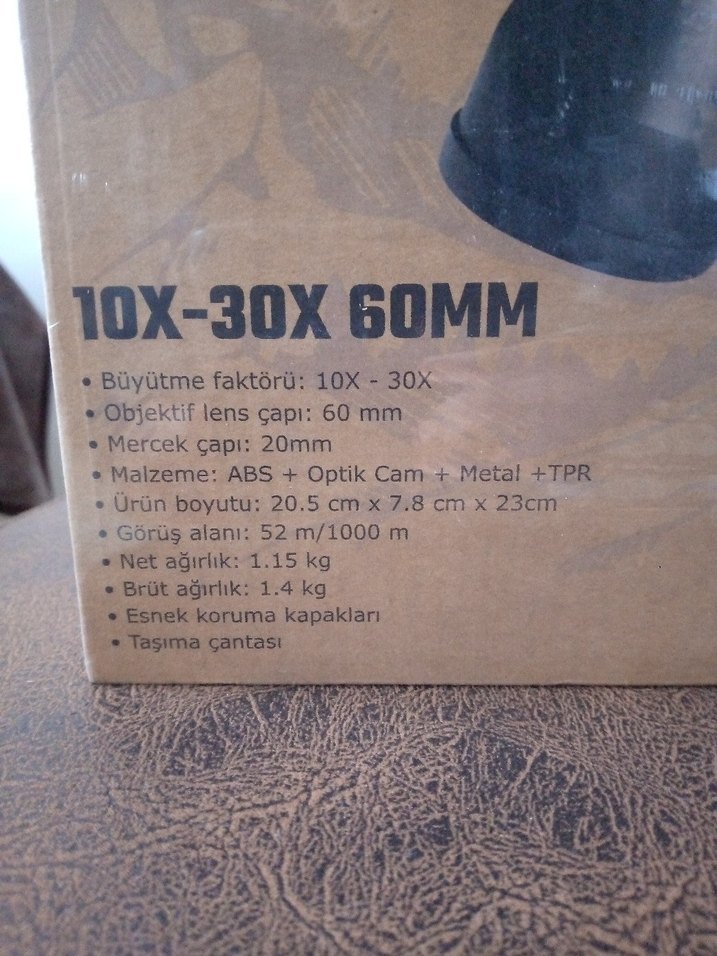 10X-30X 60MM
• Büyütme faktörü: 10X - 30X
• Objektif lens çapı: 60 mm
• Mercek çapı: 20mm
• Malzeme: ABS + Optik Cam + Metal +TPR
• Ürün boyutu: 20.5 cm x 7.8 cm x 23cm
• Görüş alanı: 52 m/1000 m
• Net ağırlık: 1.15 kg
• Brüt ağırlık: 1.4 kg
• Esnek koruma kapakları
• Taşıma çantası